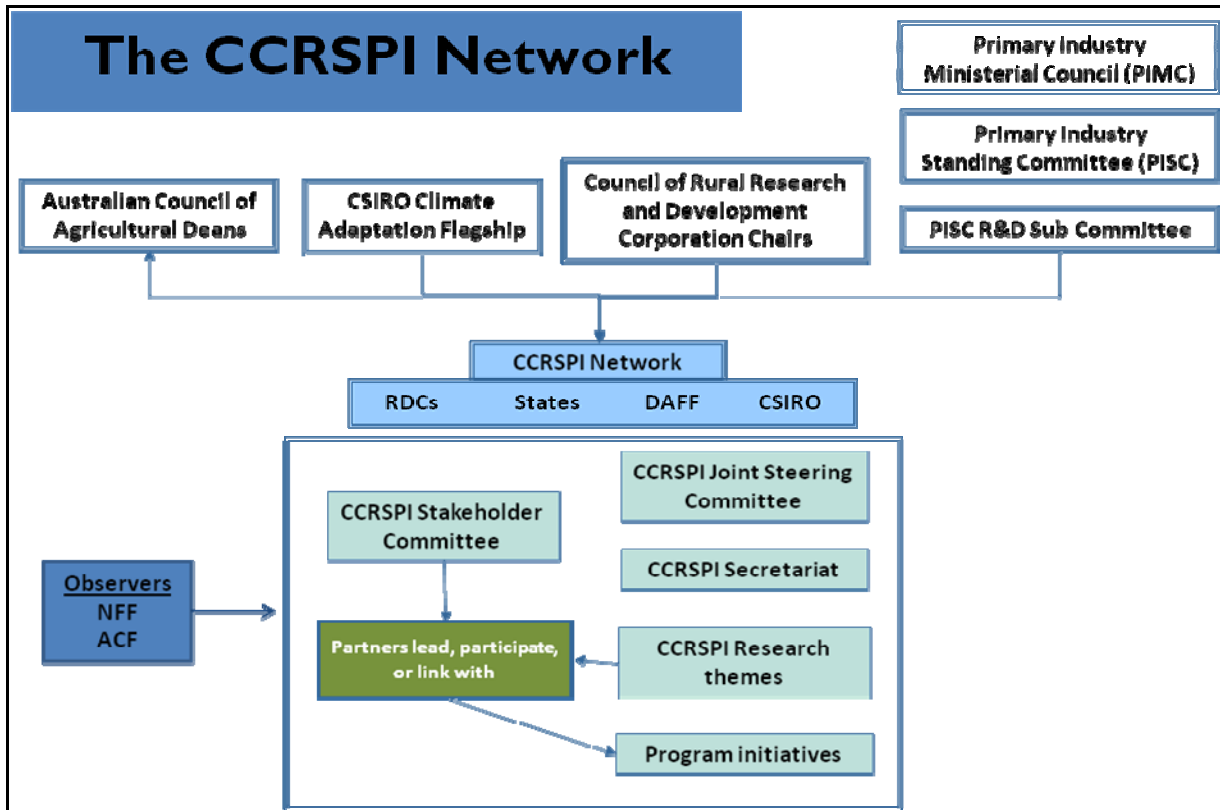 The CCRSPI Network
Primary Industry
Ministerial Council (PIMC)
Primary Industry
Standing Committee (PISC)
PISC R&D Sub Committee
Australian Council of
Agricultural Deans
CSIRO Climate
Adaptation Flagship
Council of Rural Research
and Development
Corporation Chairs
CCRSPI Network
RDCs States DAFF CSIRO
CCRSPI Stakeholder
Committee
CCRSPI Joint Steering
Committee
CCRSPI Secretariat
Observers
NFF
ACF
Partners lead, participate,
or link with
CCRSPI Research
themes
Program initiatives